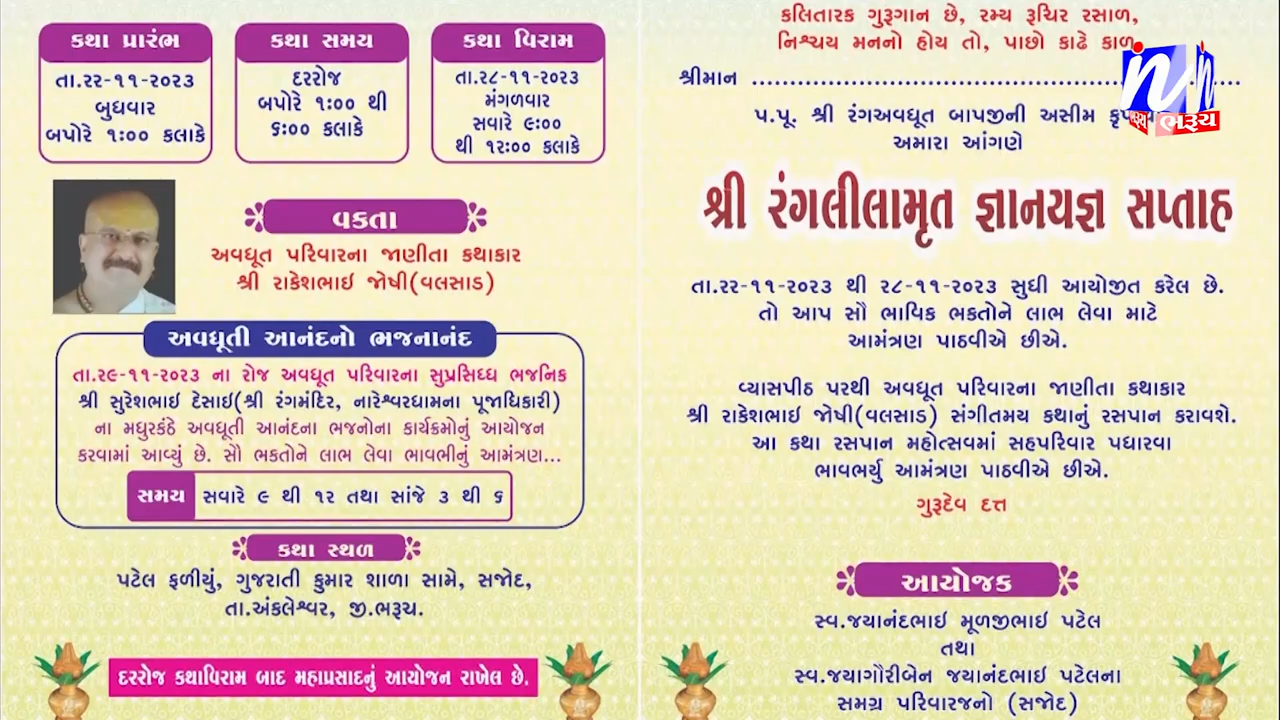 કથા પ્રારંભ
તા.૨૨-૧૧-૨૦૨૩
બુધવાર
બપોરે ૧:૦૦ કલાકે
કથા સમય
દરરોજ
બપોરે ૧:૦૦ થી
૬:૦૦ કલાકે
કથા વિરામ
તા.૨૮-૧૧-૨૦૨૩
મંગળવાર
સવારે ૯:૦૦
થી ૧૨:૦૦ કલાકે
વકતા
અવધૂત પરિવારના જાણીતા કથાકાર
શ્રી રાકેશભાઇ જોષી(વલસાડ)
અવધૂતી આનંદનો ભજનાનંદ
તા.૨૯-૧૧-૨૦૨૩ ના રોજ અવધૂત પરિવારના સુપ્રસિધ્ધ ભજનિક
શ્રી સુરેશભાઇ દેસાઇ(શ્રી રંગમંદિર, નારેશ્વરધામના પૂજાધિકારી)
ના મધુરકંઠે અવધૂતી આનંદના ભજનોના કાર્યક્રમોનું આયોજન
કરવામાં આવ્યું છે. સૌ ભકતોને લાભ લેવા ભાવભીનું આમંત્રણ...
સમય સવારે ૯ થી ૧૨ તથા સાંજે ૩ થી ૬
કથા સ્થળ
પટેલ ફળીયું, ગુજરાતી કુમાર શાળા સામે, સજોદ,
તા.અંકલેશ્વર, જી.ભરૂચ.
દરરોજ કથાવિરામ બાદ મહાપ્રસાદનું આયોજન રાખેલ છે.
કલિતારક ગુરૂગાન છે, રમ્ય રૂચિર રસાળ,
નિશ્ચય મનનો હોય તો, પાછો કાઢે કાળ
શ્રીમાન ........................................................
પ.પૂ. શ્રી રંગઅવધૂત બાપજીની અસીમ
અમારા આંગણે
શ્રી રંગલીલામૃત જ્ઞાનયજ્ઞ સપ્તાહ
તા.૨૨-૧૧-૨૦૨૩ થી ૨૮-૧૧-૨૦૨૩ સુધી આયોજીત કરેલ છે.
તો આપ સૌ ભાવિક ભકતોને લાભ લેવા માટે
આમંત્રણ પાઠવીએ છીએ.
વ્યાસપીઠ પરથી અવધૂત પરિવારના જાણીતા કથાકાર
શ્રી રાકેશભાઇ જોષી(વલસાડ) સંગીતમય કથાનું રસપાન કરાવશે.
આ કથા રસપાન મહોત્સવમાં સહપરિવાર પધારવા
ભાવભર્યુ આમંત્રણ પાઠવીએ છીએ.
ગુરૂદેવ દત્ત
આયોજક
સ્વ.જયાનંદભાઇ મૂળજીભાઇ પટેલ
તથા
સ્વ.જયાગૌરીબેન જયાનંદભાઇ પટેલના
સમગ્ર પરિવારજનો (સજોદ)
ભરૂચ